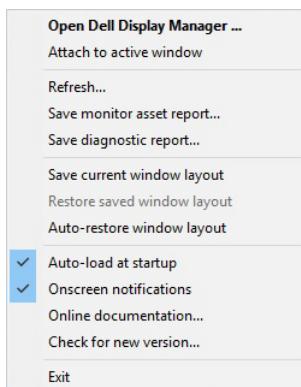 Open Dell Display Manager ...
Attach to active window
Refresh...
Save monitor asset report...
Save diagnostic report...
Save current window layout
Restore saved window layout
Auto-restore window layout
Auto-load at startup
Onscreen notifications
Online documentation...
Check for new version...
Exit